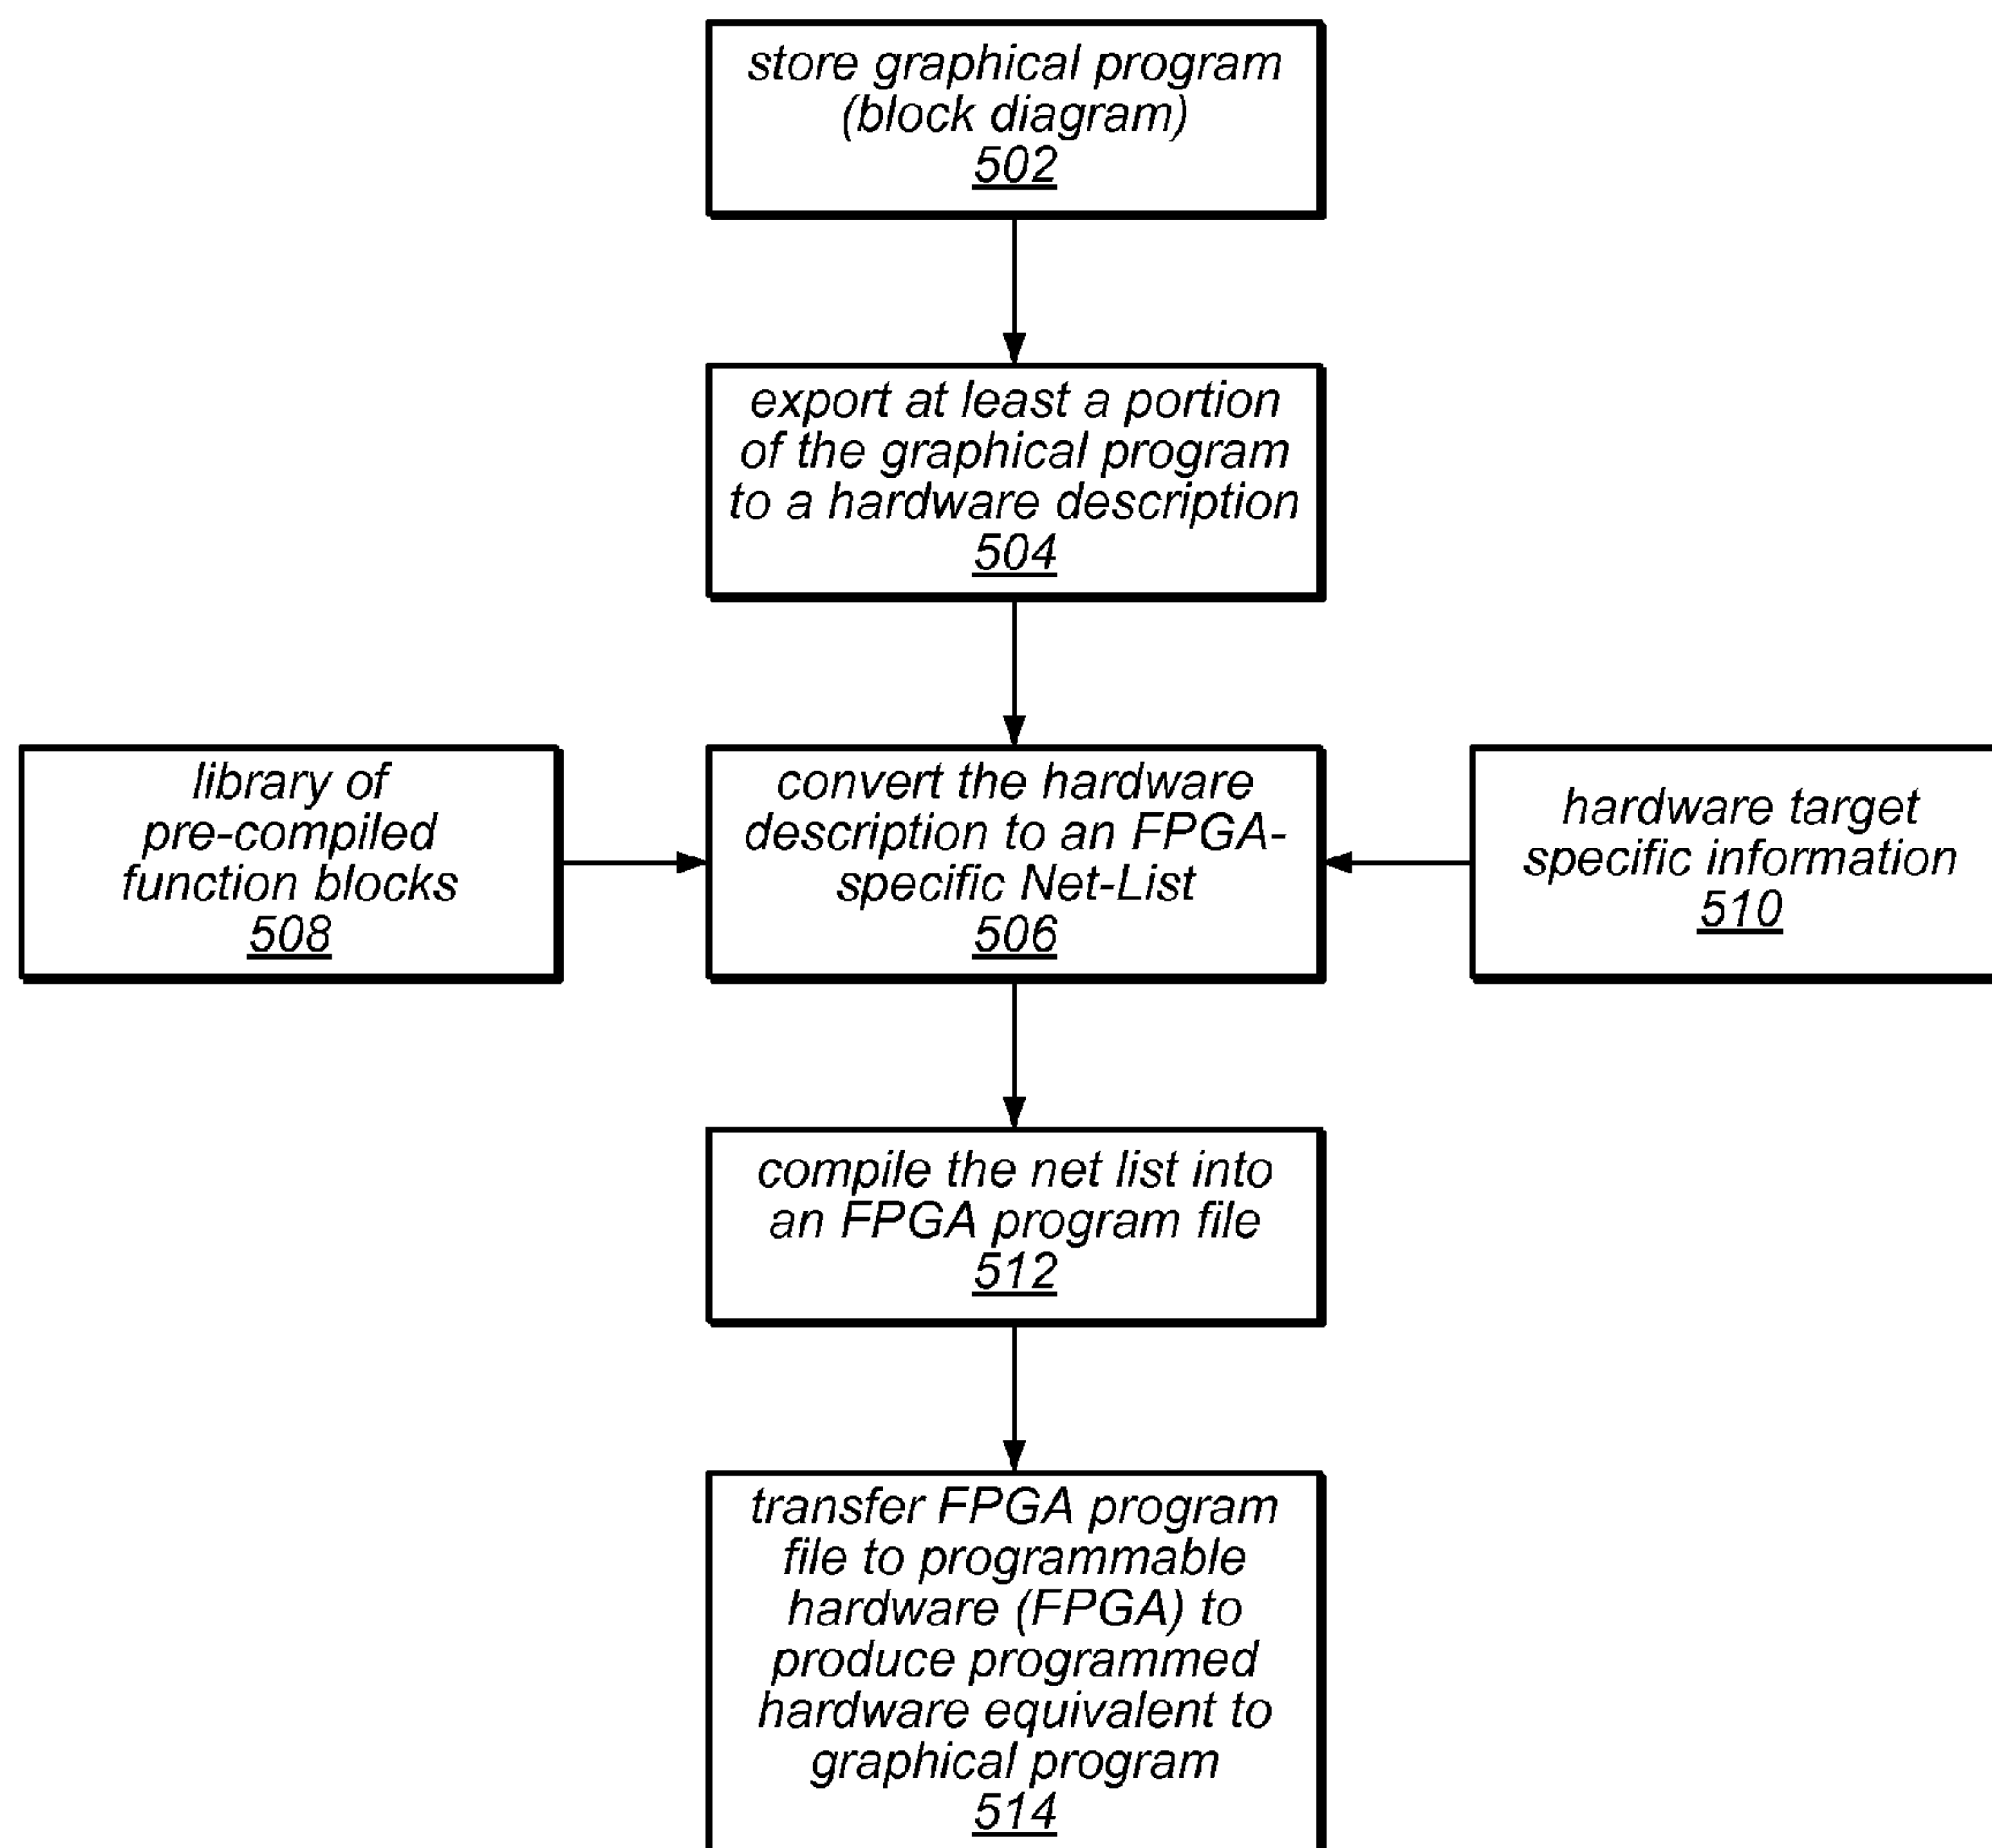 store graphical program
(block diagram)
502
export at least a portion
of the graphical program
to a hardware description
504
library of
pre-compiled
function blocks
508
convert the hardware
description to an FPGA-
specific Net-List
506
hardware target
specific information
510
compile the net list into
an FPGA program file
512
transfer FPGA program
file to programmable
hardware (FPGA) to
produce programmed
hardware equivalent to
graphical program
514